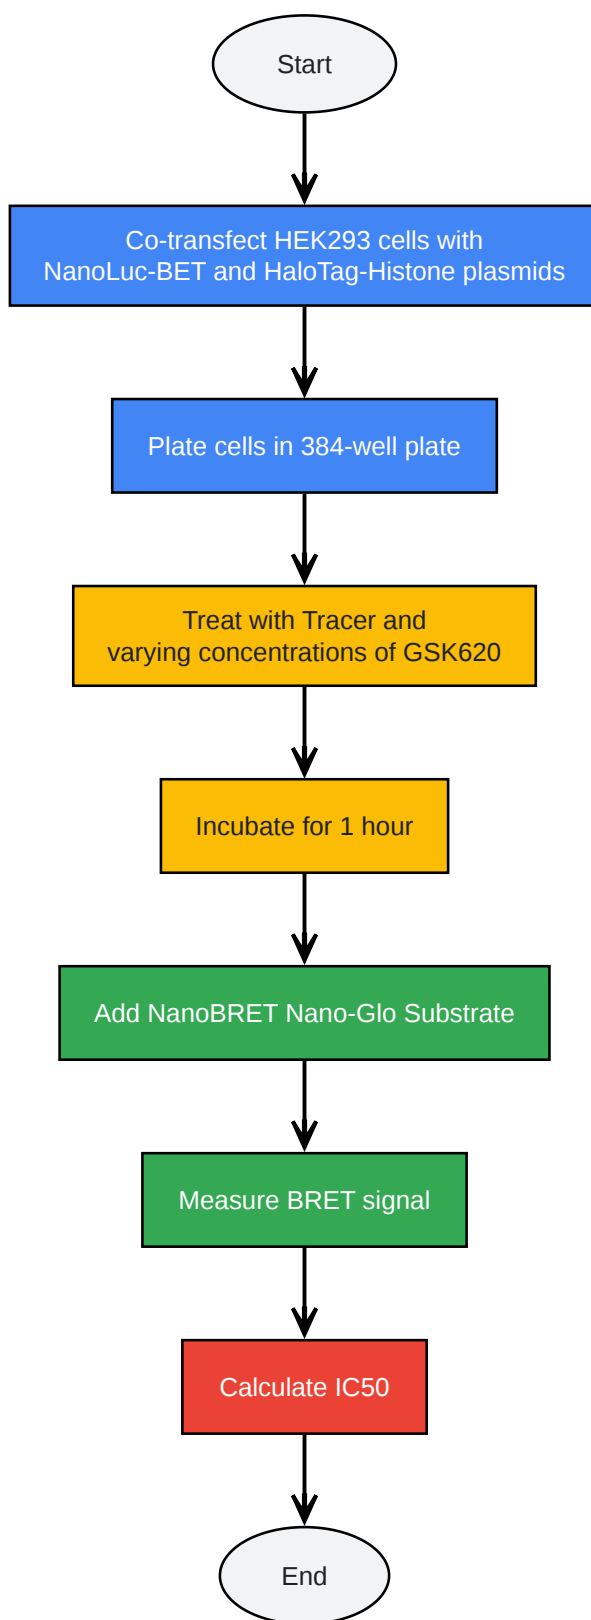 Start
Co-transfect HEK293 cells with
NanoLuc-BET and HaloTag-Histone plasmids
Plate cells in 384-well plate
Treat with Tracer and
varying concentrations of GSK620
Incubate for 1 hour
Add NanoBRET Nano-Glo Substrate
Measure BRET signal
Calculate IC50
End